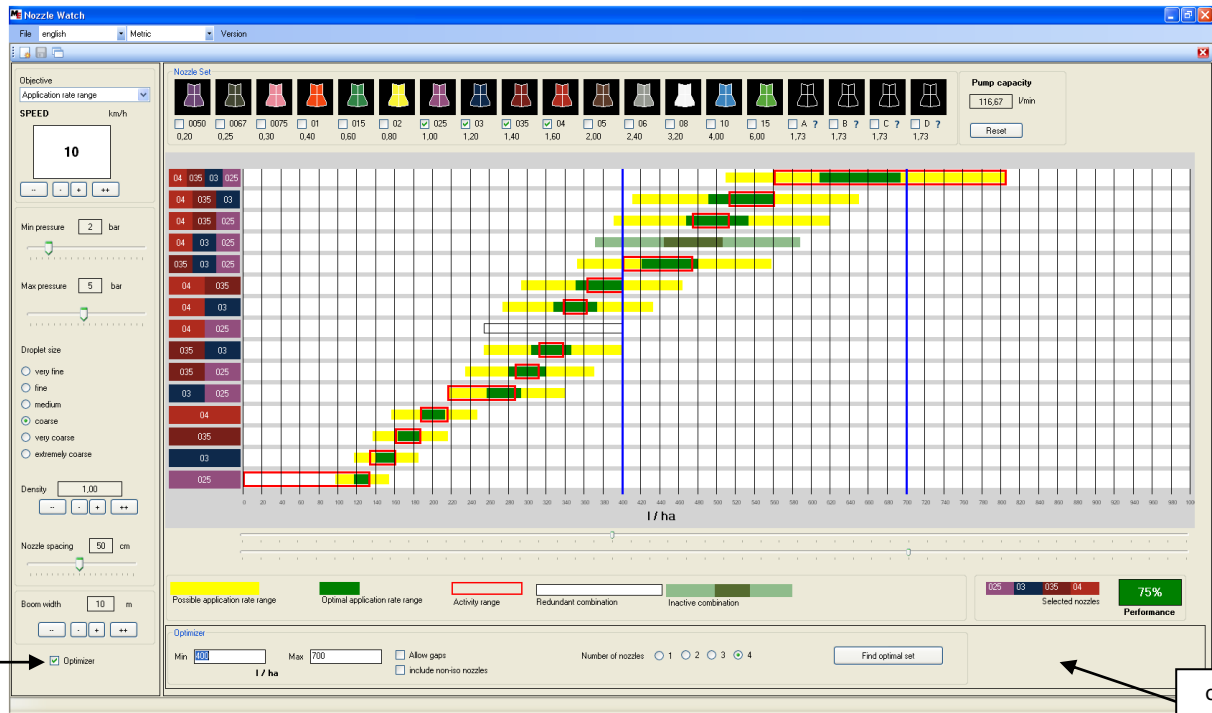 Nozzle Watch
File english Metric Version
Objective
Application rate range
SPEED km/h
10
-- - + ++
Min pressure 2 bar
Max pressure 5 bar
Droplet size
very fine
fine
medium
coarse
very coarse
extremely coarse
Density 1,00
-- - + ++
Nozzle spacing 50 cm
Boom width 10 m
-- - + ++
Optimizer
Nozzle Set
0050 0067 0075 01 015 02 025 03 035 04 05 06 08 10 15 A ? B ? C ? D ?
0,20 0,25 0,30 0,40 0,60 0,80 1,00 1,20 1,40 1,60 2,00 2,40 3,20 4,00 6,00 1,73 1,73 1,73 1,73
Pump capacity
116,67 l/min
Reset
04 035 03 025
04 035 03
04 035 025
04 03 025
035 03 025
04 035
04 03
04 025
035 03
035 025
03 025
04
035
03
025
0 20 40 60 80 100 120 140 160 180 200 220 240 260 280 300 320 340 360 380 400 420 440 460 480 500 520 540 560 580 600 620 640 660 680 700 720 740 760 780 800 820 840 860 880 900 920 940 960 980 1000
l / ha
Possible application rate range
Optimal application rate range
Activity range
Redundant combination
Inactive combination
025 03 035 04
Selected nozzles
75%
Performance
Optimizer
Min 400 Max 700 Allow gaps Number of nozzles 1 2 3 4 Find optimal set
l / ha include non-iso nozzles